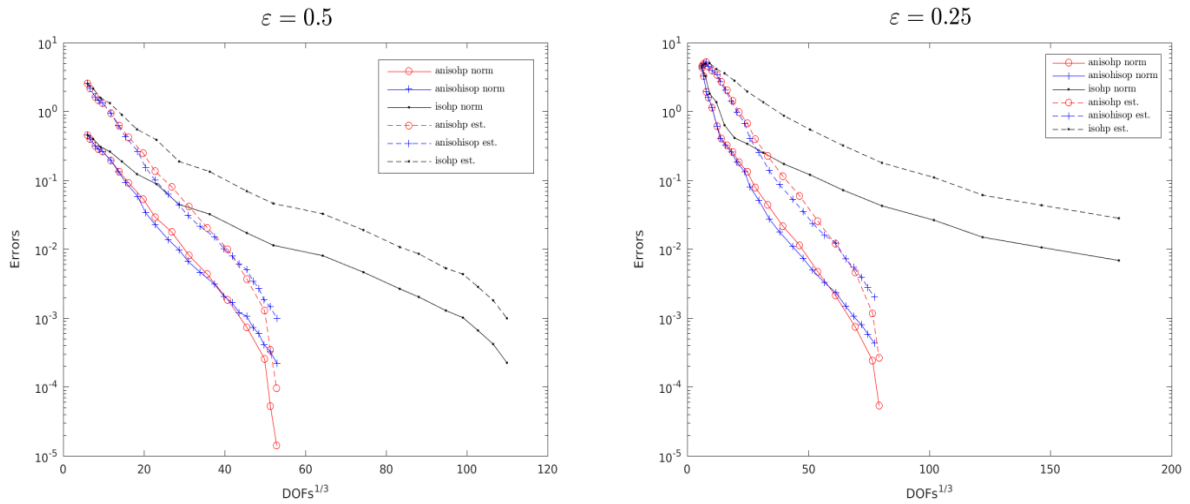 ε = 0.5
10^1
10^0
10^-1
10^-2
10^-3
10^-4
10^-5
Errors
anisohp norm
anisohisop norm
isohp norm
anisohp est.
anisohisop est.
isohp est.
0 20 40 60 80 100 120
DOFs^1/3
ε = 0.25
10^1
10^0
10^-1
10^-2
10^-3
10^-4
10^-5
Errors
anisohp norm
anisohisop norm
isohp norm
anisohp est.
anisohisop est.
isohp est.
0 50 100 150 200
DOFs^1/3